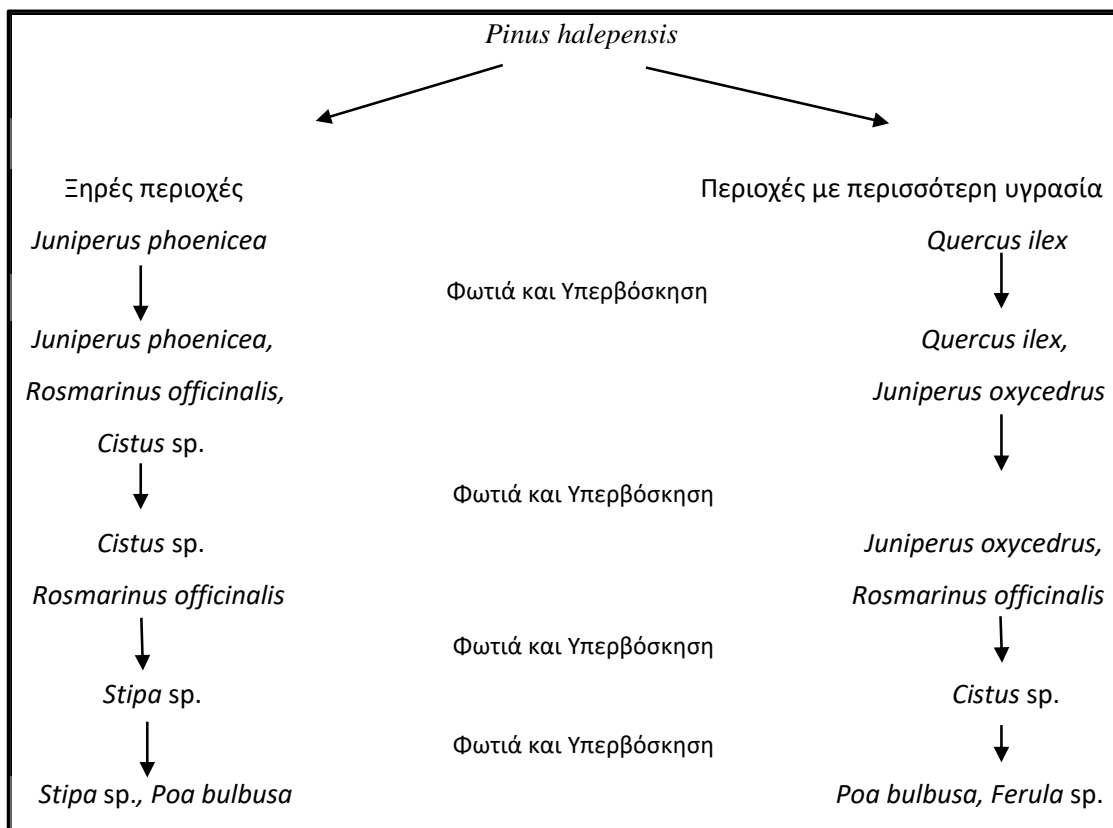 Pinus halepensis
Ξηρές περιοχές
Περιοχές με περισσότερη υγρασία
Juniperus phoenicea
Quercus ilex
Φωτιά και Υπερβόσκηση
Juniperus phoenicea,
Quercus ilex,
Rosmarinus officinalis,
Juniperus oxycedrus
Cistus sp.
Φωτιά και Υπερβόσκηση
Cistus sp.
Juniperus oxycedrus,
Rosmarinus officinalis
Rosmarinus officinalis
Φωτιά και Υπερβόσκηση
Stipa sp.
Cistus sp.
Φωτιά και Υπερβόσκηση
Stipa sp., Poa bulbusa
Poa bulbusa, Ferula sp.